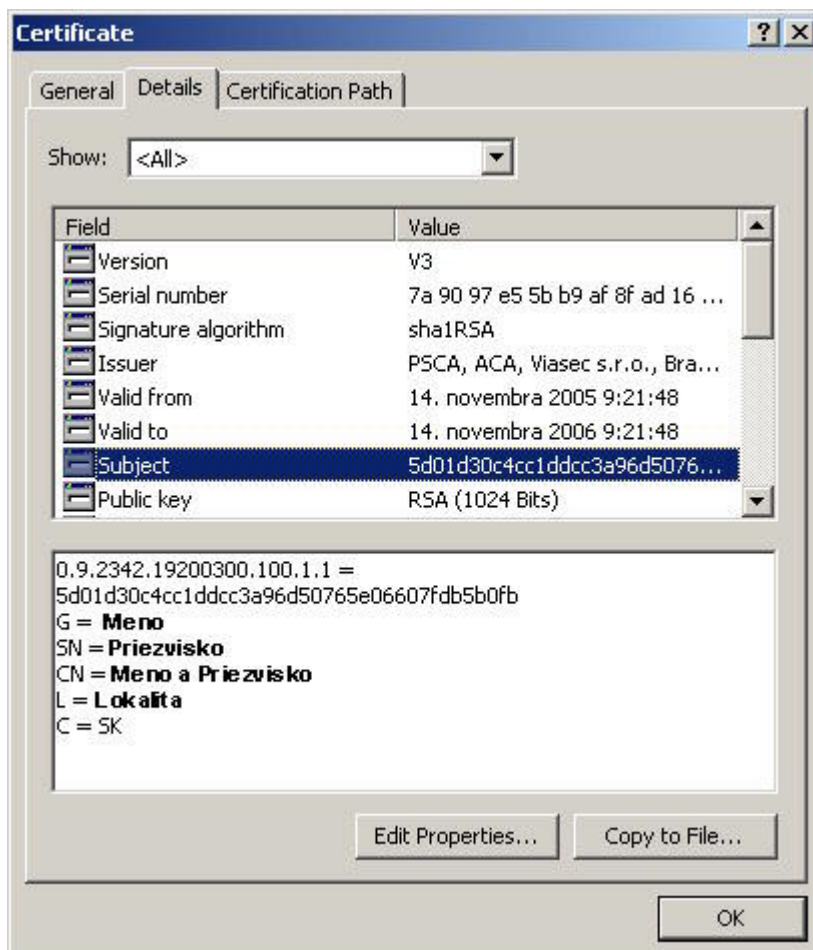 Certificate
General Details Certification Path
Show: <All>
Field Value
Version V3
Serial number 7a 90 97 e5 5b b9 af 8f ad 16 ...
Signature algorithm sha1RSA
Issuer PSCA, ACA, Viasec s.r.o., Bra...
Valid from 14. novembra 2005 9:21:48
Valid to 14. novembra 2006 9:21:48
Subject 5d01d30c4cc1ddcc3a96d5076...
Public key RSA (1024 Bits)
0.9.2342.19200300.100.1.1 =
5d01d30c4cc1ddcc3a96d50765e06607fdb5b0fb
G = Meno
SN = Priezvisko
CN = Meno a Priezvisko
L = Lokalita
C = SK
Edit Properties... Copy to File...
OK